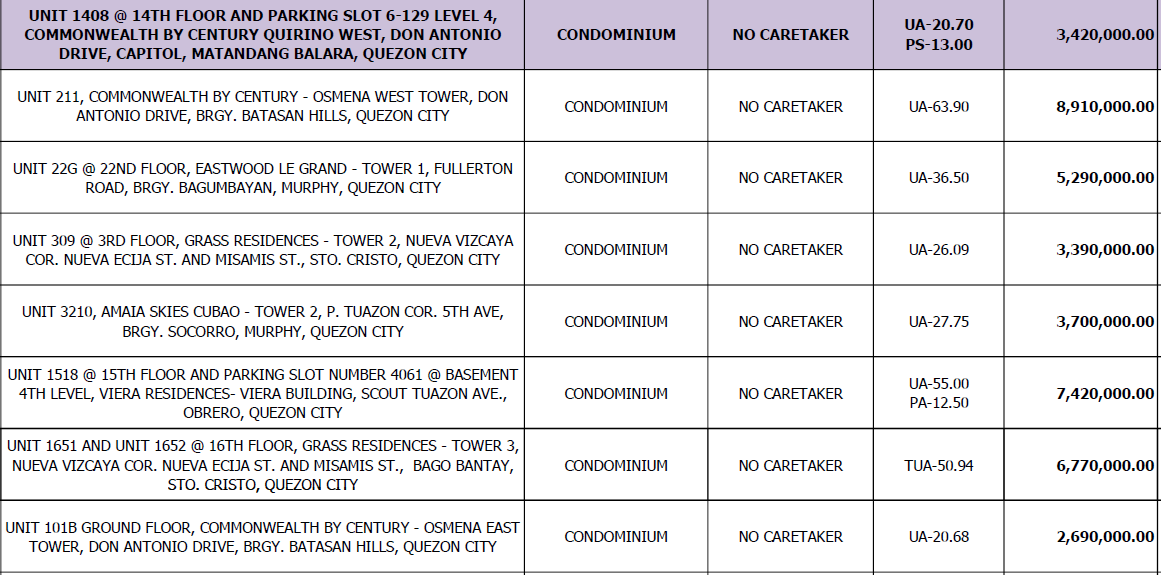 UNIT 1408 @ 14TH FLOOR AND PARKING SLOT 6-129 LEVEL 4,
COMMONWEALTH BY CENTURY QUIRINO WEST, DON ANTONIO
DRIVE, CAPITOL, MATANDANG BALARA, QUEZON CITY
CONDOMINIUM
NO CARETAKER
UA-20.70
PS-13.00
3,420,000.00
UNIT 211, COMMONWEALTH BY CENTURY - OSMENA WEST TOWER, DON
ANTONIO DRIVE, BRGY. BATASAN HILLS, QUEZON CITY
CONDOMINIUM
NO CARETAKER
UA-63.90
8,910,000.00
UNIT 22G @ 22ND FLOOR, EASTWOOD LE GRAND - TOWER 1, FULLERTON
ROAD, BRGY. BAGUMBAYAN, MURPHY, QUEZON CITY
CONDOMINIUM
NO CARETAKER
UA-36.50
5,290,000.00
UNIT 309 @ 3RD FLOOR, GRASS RESIDENCES - TOWER 2, NUEVA VIZCAYA
COR. NUEVA ECIJA ST. AND MISAMIS ST., STO. CRISTO, QUEZON CITY
CONDOMINIUM
NO CARETAKER
UA-26.09
3,390,000.00
UNIT 3210, AMAIA SKIES CUBAO - TOWER 2, P. TUAZON COR. 5TH AVE,
BRGY. SOCORRO, MURPHY, QUEZON CITY
CONDOMINIUM
NO CARETAKER
UA-27.75
3,700,000.00
UNIT 1518 @ 15TH FLOOR AND PARKING SLOT NUMBER 4061 @ BASEMENT
4TH LEVEL, VIERA RESIDENCES- VIERA BUILDING, SCOUT TUAZON AVE.,
OBRERO, QUEZON CITY
CONDOMINIUM
NO CARETAKER
UA-55.00
PA-12.50
7,420,000.00
UNIT 1651 AND UNIT 1652 @ 16TH FLOOR, GRASS RESIDENCES - TOWER 3,
NUEVA VIZCAYA COR. NUEVA ECIJA ST. AND MISAMIS ST., BAGO BANTAY,
STO. CRISTO, QUEZON CITY
CONDOMINIUM
NO CARETAKER
TUA-50.94
6,770,000.00
UNIT 101B GROUND FLOOR, COMMONWEALTH BY CENTURY - OSMENA EAST
TOWER, DON ANTONIO DRIVE, BRGY. BATASAN HILLS, QUEZON CITY
CONDOMINIUM
NO CARETAKER
UA-20.68
2,690,000.00